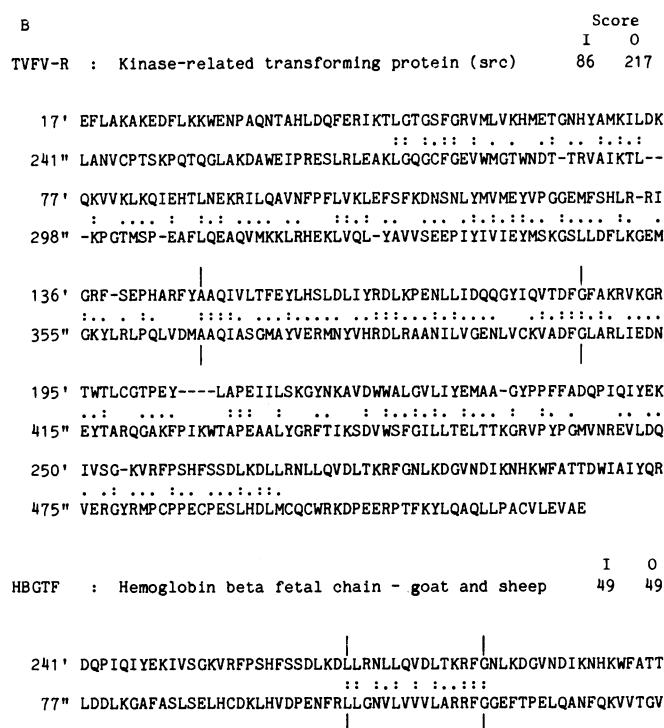 B
Score
I O
TVFV-R : Kinase-related transforming protein (src) 86 217
17' EFLAKAKEDFLKKWENPAQNTAHLDQFERIKTLGTGSFGRVMLVKHMETGNHYAMKILDK
:: :.:: : . . .: .. :.:.:
241" LANVCPTSKPQTQGLAKDAWEIPRESLRLEAKLGQGCFGEVWMGTWNDT-TRVAIKTL--
77' QKVVKLKQIEHTLNEKRILQAVNFPFLVKLEFSFKDNSNLYMVMEYVPGGEMFSHLR-RI
: .... . : .. : .. .. ::.: . .. . :.:.::: .. .. :.
298" -KPGTMSP-EAFLQEAQVMKKLRHEKLVQL-YAVVSEEPIYIVIEYMSKGSLLDFLKGEM
136' GRF-SEPHARFYAAQIVLTFEYLHSLDLIYRDLKPENLLIDQQGYIQVTDFGFAKRVKGR
:.. . :. ::::. ..:. ....:::. ..:.:. . . :.:::.:. ....
355" GKYLRLPQLVDMAAQIASGMAYVERMNYVHRDLRAANILVGENLVCKVADFGLARLIEDN
195' TWTLCGTPEY----LAPEIILSKGYNKAVDWWALGVLIYEMAA-GYPPFFADQPIQIYEK
..: .... ::: : .. . : :..:.. :. . : :. . .. ..
415" EYTARQGAKFPIKWTAPEAALYGRFTIKSDVWSFGILLTELTTKGRVPYPGMVNREVLDQ
250' IVSG-KVRFPSHFSSDLKDLLRNLLQVDLTKRFGNLKDGVNDIKNHKWFATTDWIAIYQR
. .: ... :.. .....:.::.
475" VERGYRMPCPPECPESLHDLMCQCWRKDPEERPTFKYLQAQLLPACVLEVAE
I O
HBGTF : Hemoglobin beta fetal chain - goat and sheep 49 49
241' DQPIQIYEKIVSGKVRFPSHFSSDLKDLLRNLLQVDLTKRFGNLKDGVNDIKNHKWFATT
:: :.: :. :..:::
77" LDDLKGAFASLSELHCDKLHVDPENFRLLGNVLVVVLARRFGGEFTPELQANFQKVVTGV